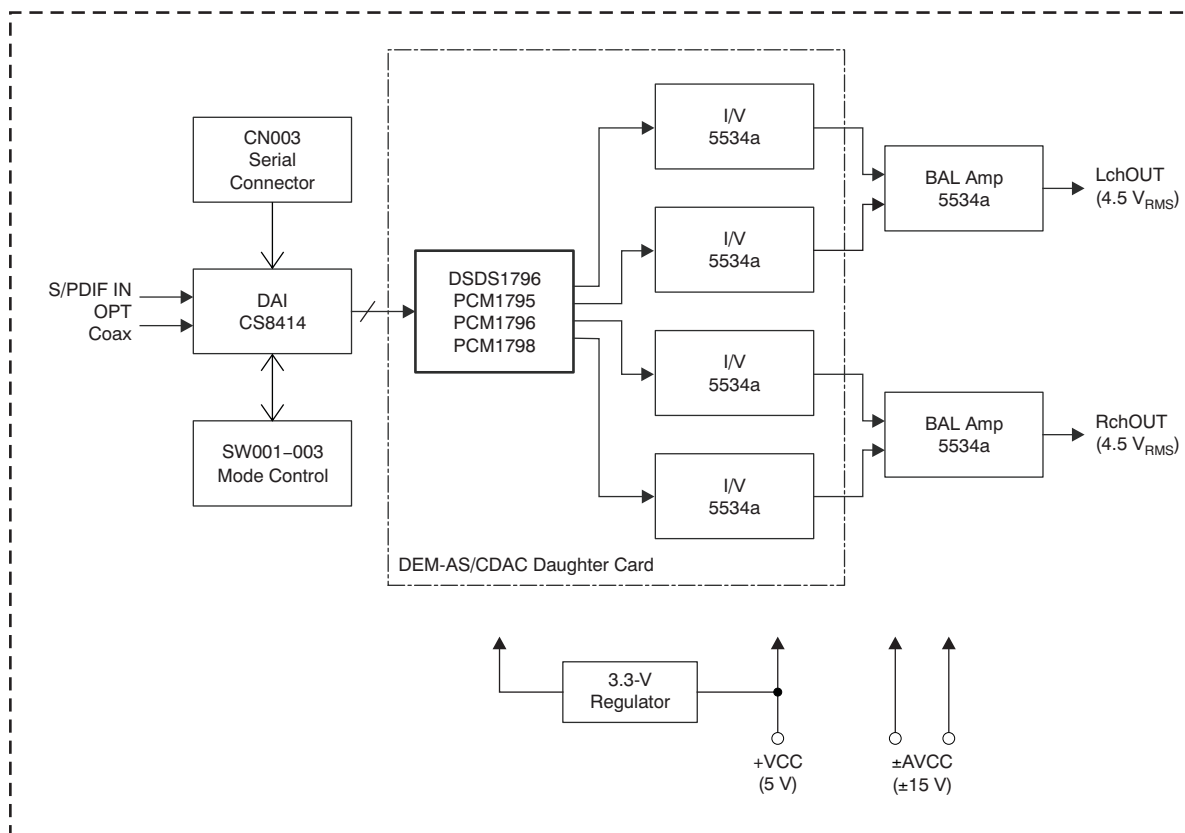 CN003
Serial
Connector
S/PDIF IN
OPT
Coax
DAI
CS8414
SW001–003
Mode Control
DSDS1796
PCM1795
PCM1796
PCM1798
I/V
5534a
I/V
5534a
I/V
5534a
I/V
5534a
DEM-AS/CDAC Daughter Card
BAL Amp
5534a
LchOUT
(4.5 VRMS)
BAL Amp
5534a
RchOUT
(4.5 VRMS)
3.3-V
Regulator
+VCC
(5 V)
±AVCC
(±15 V)